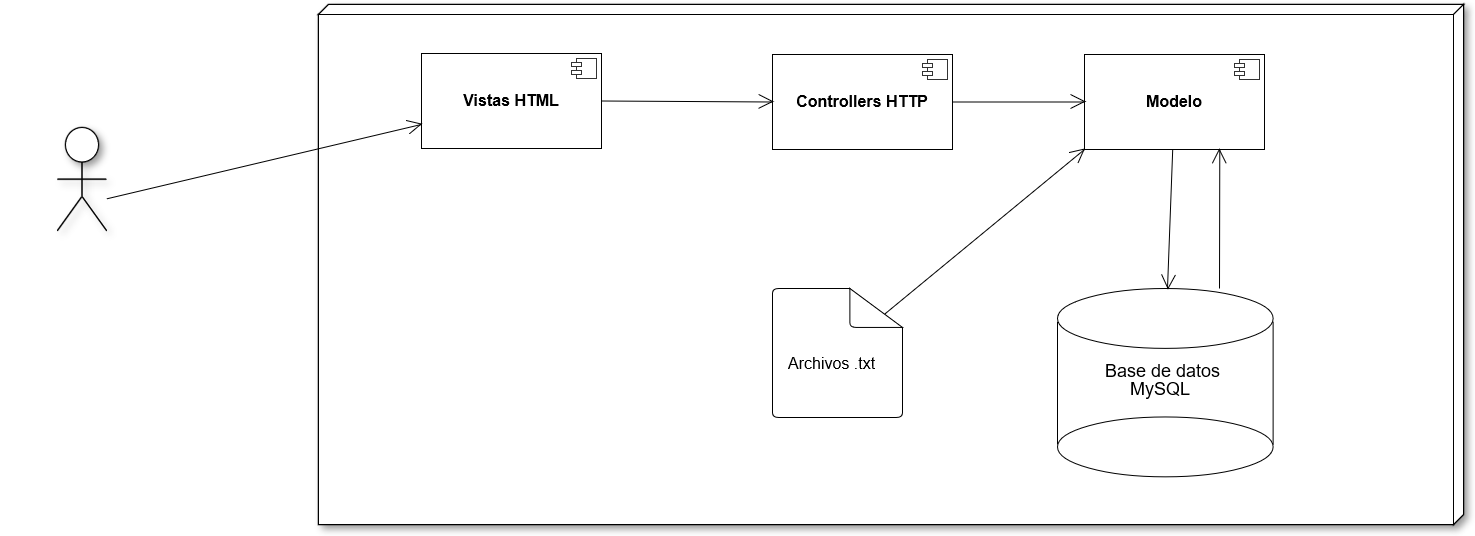 Vistas HTML
Controllers HTTP
Modelo
Archivos .txt
Base de datos
MySQL